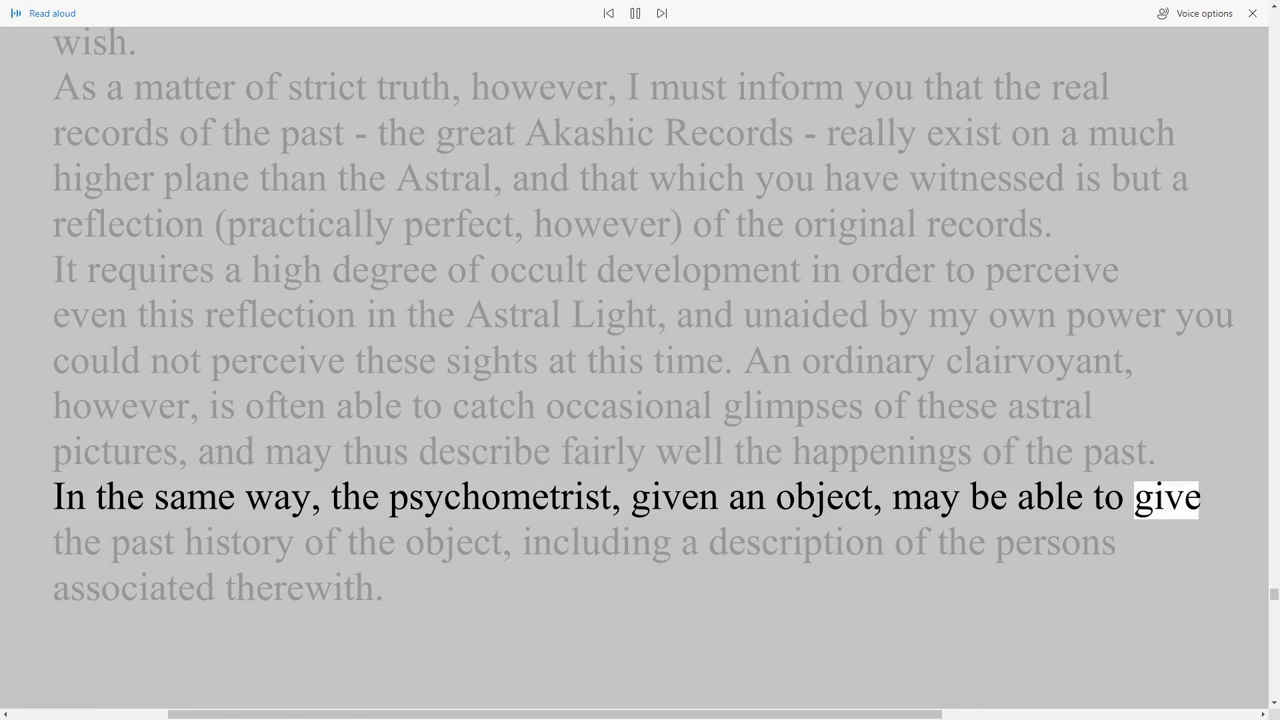 Read aloud
Voice options
wish.
As a matter of strict truth, however, I must inform you that the real
records of the past - the great Akashic Records - really exist on a much
higher plane than the Astral, and that which you have witnessed is but a
reflection (practically perfect, however) of the original records.
It requires a high degree of occult development in order to perceive
even this reflection in the Astral Light, and unaided by my own power you
could not perceive these sights at this time. An ordinary clairvoyant,
however, is often able to catch occasional glimpses of these astral
pictures, and may thus describe fairly well the happenings of the past.
In the same way, the psychometrist, given an object, may be able to give
the past history of the object, including a description of the persons
associated therewith.